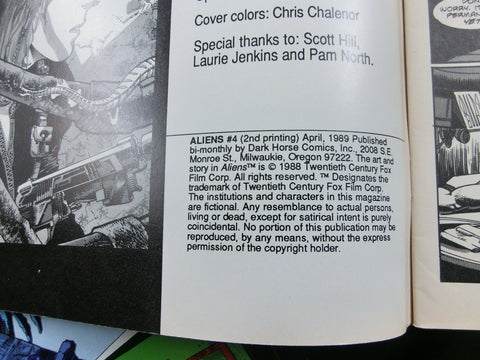 Cover colors: Chris Chalenor
Special thanks to: Scott Hill,
Laurie Jenkins and Pam North.
ALIENS #4 (2nd printing) April, 1989 Published
bi-monthly by Dark Horse Comics, Inc., 2008 S.E.
Monroe St., Milwaukie, Oregon 97222. The art and
story in Aliens™ is © 1988 Twentieth Century Fox
Film Corp. All rights reserved. ™ Designates the
trademark of Twentieth Century Fox Film Corp.
The institutions and characters in this magazine
are fictional. Any resemblance to actual persons,
living or dead, except for satirical intent is purely
coincidental. No portion of this publication may be
reproduced, by any means, without the express
permission of the copyright holder.
WORRY.